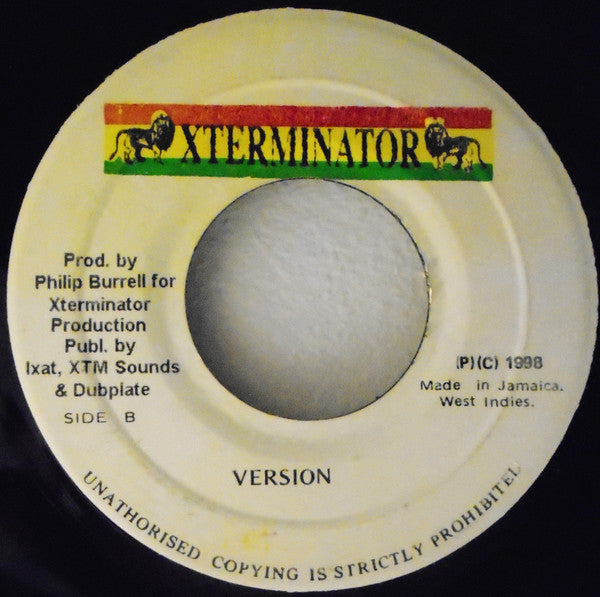 XTERMINATOR
Prod. by
Philip Burrell for
Xterminator
Production
Publ. by
Ixat, XTM Sounds
& Dubplate
SIDE B
(P)(C) 1998
Made in Jamaica.
West Indies.
VERSION
UNATHORISED COPYING IS STRICTLY PROHIBITED